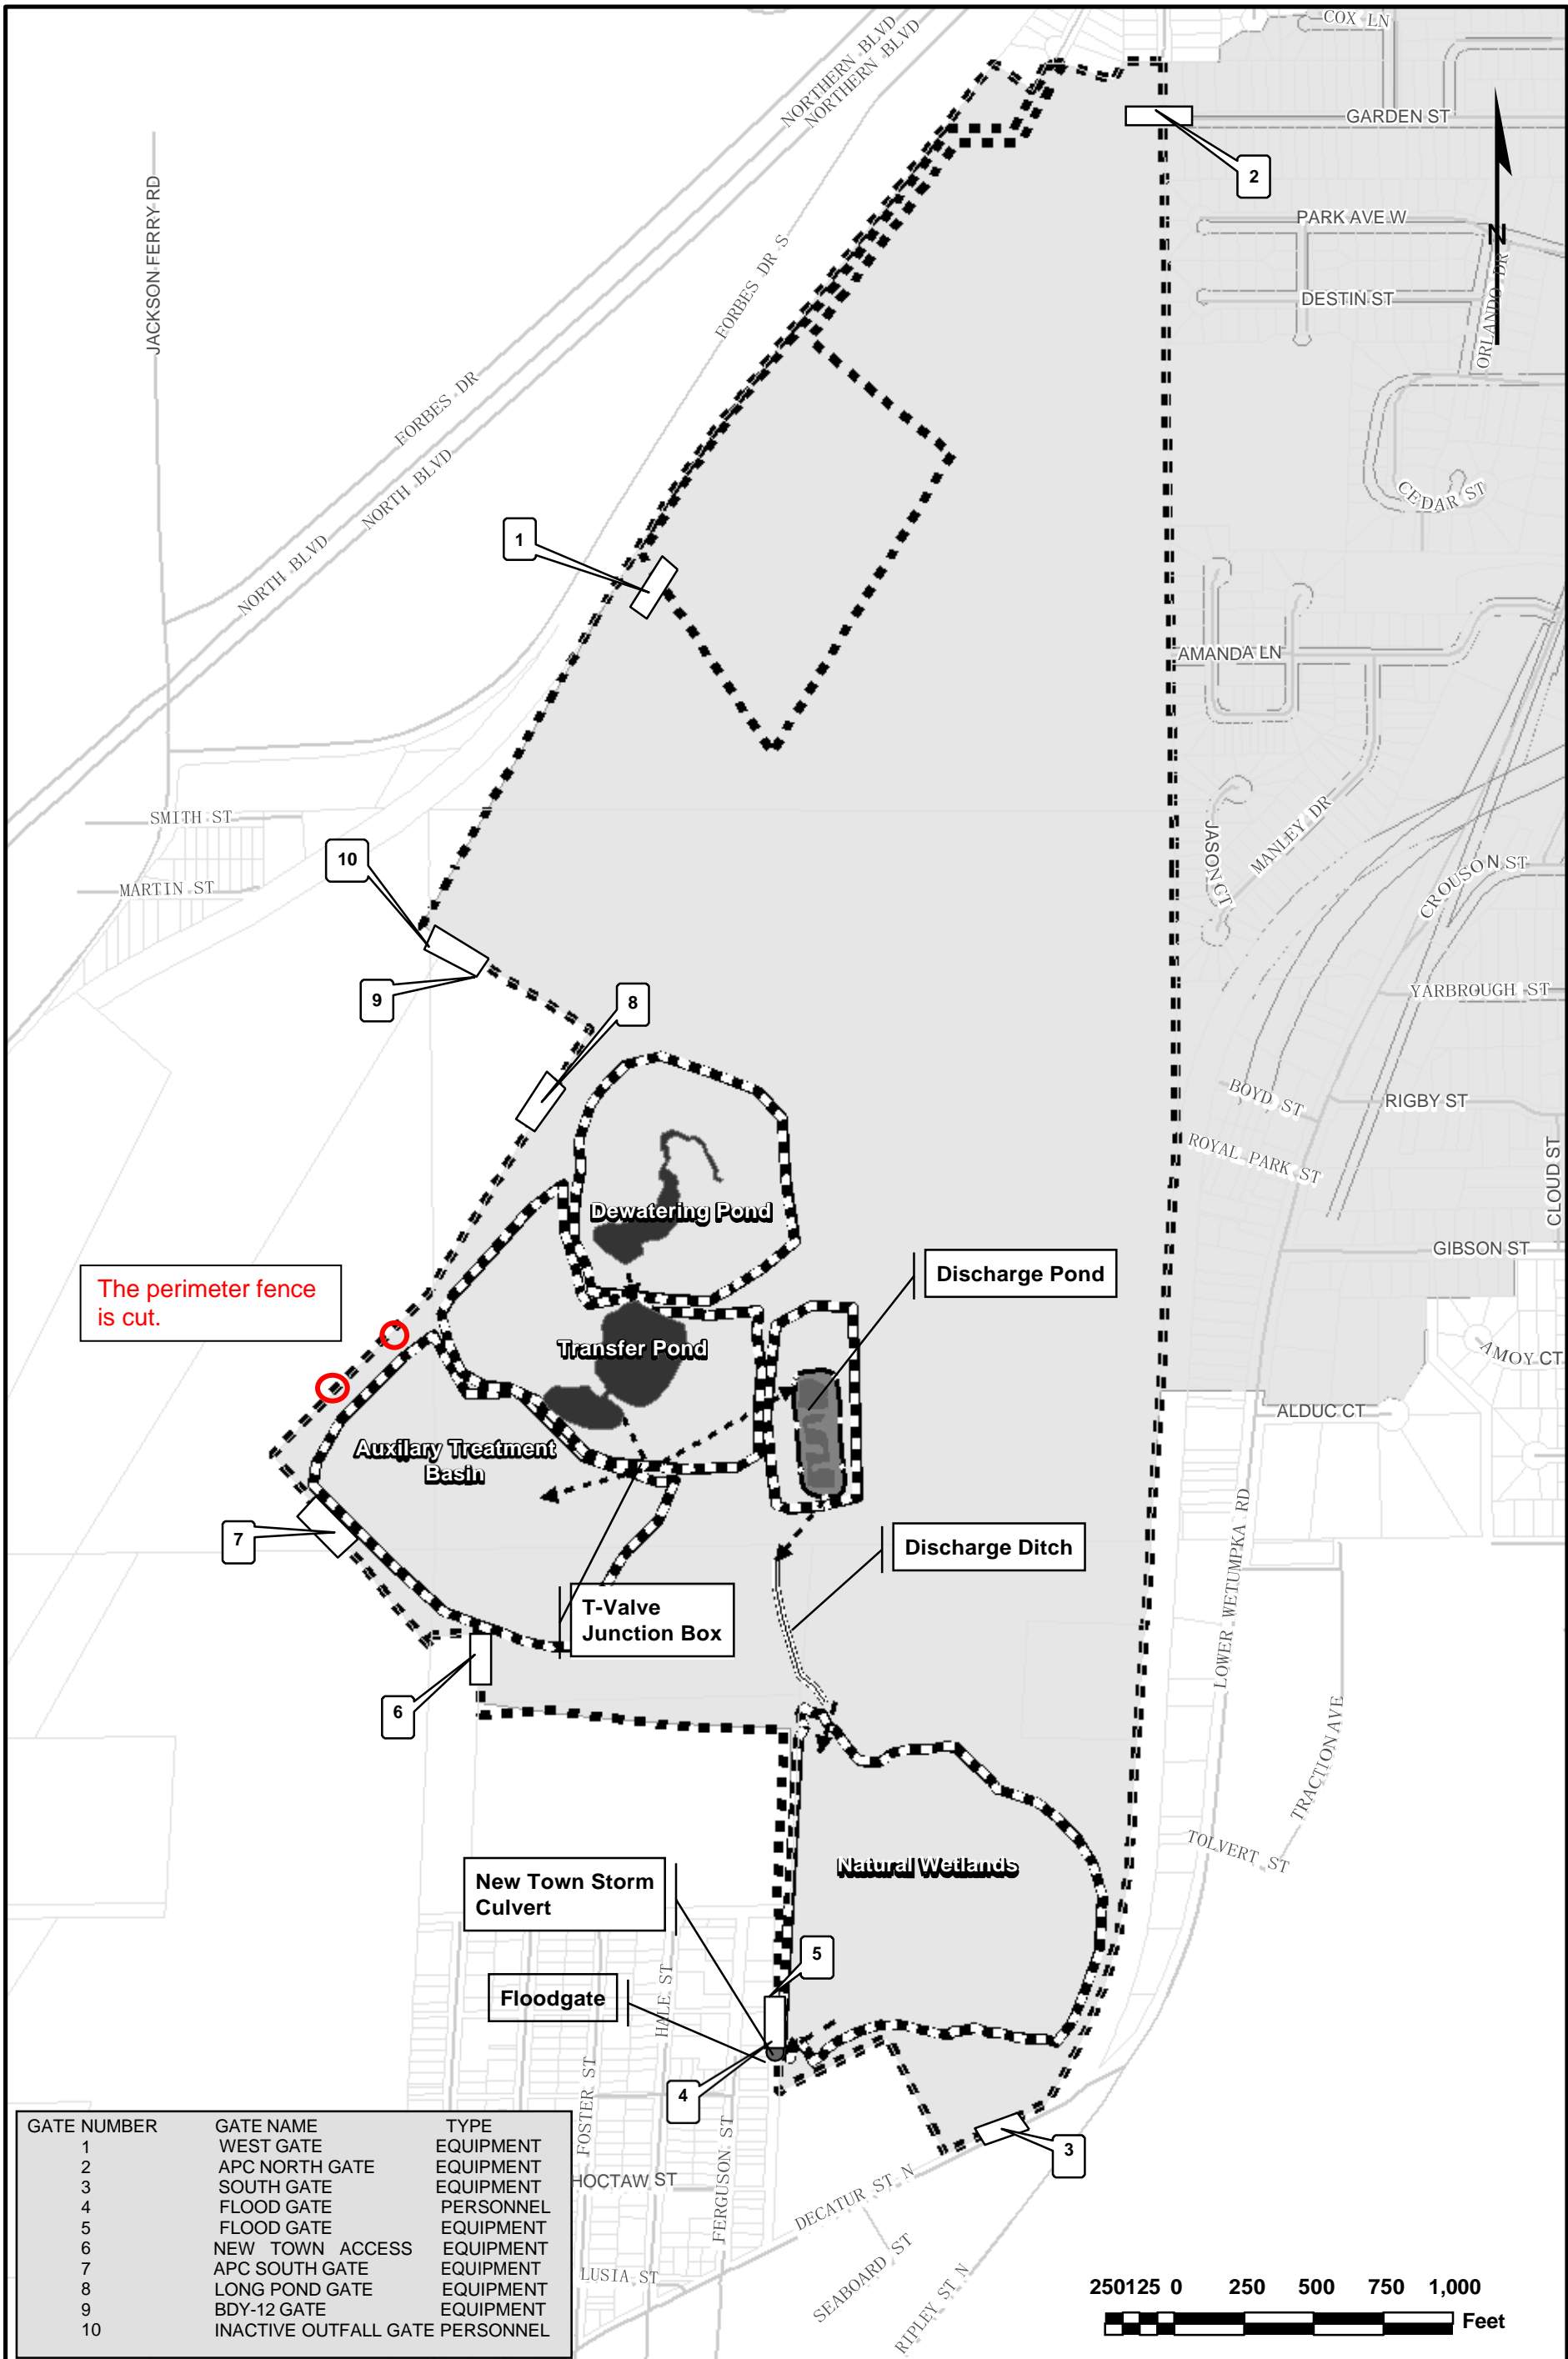 COX LN
NORTHERN BLVD
NORTHERN BLVD
GARDEN ST
2
JACKSON FERRY RD
PARK AVE W
N
FORBES DR S
DESTIN ST
ORLANDO DR
FORBES DR
NORTH BLVD
NORTH BLVD
CEDAR ST
1
AMANDA LN
SMITH ST
MANLEY DR
JASON CT
10
MARTIN ST
CROUSON ST
9
8
YARBROUGH ST
BOYD ST
RIGBY ST
ROYAL PARK ST
CLOUD ST
Dewatering Pond
GIBSON ST
Discharge Pond
The perimeter fence
is cut.
Transfer Pond
AMOY CT
ALDUC CT
Auxilary Treatment
Basin
7
Discharge Ditch
LOWER WETUMPKA RD
T-Valve
Junction Box
6
TRACTION AVE
TOLVERT ST
Natural Wetlands
New Town Storm
Culvert
5
Floodgate
HALE ST
4
FOSTER ST
FERGUSON ST
3
HOCTAW ST
DECATUR ST N
SEABOARD ST
RIPLEY ST N
LUSIA ST
GATE NUMBER GATE NAME TYPE
1 WEST GATE EQUIPMENT
2 APC NORTH GATE EQUIPMENT
3 SOUTH GATE EQUIPMENT
4 FLOOD GATE PERSONNEL
5 FLOOD GATE EQUIPMENT
6 NEW TOWN ACCESS EQUIPMENT
7 APC SOUTH GATE EQUIPMENT
8 LONG POND GATE EQUIPMENT
9 BDY-12 GATE EQUIPMENT
10 INACTIVE OUTFALL GATE PERSONNEL
250 125 0 250 500 750 1,000
Feet